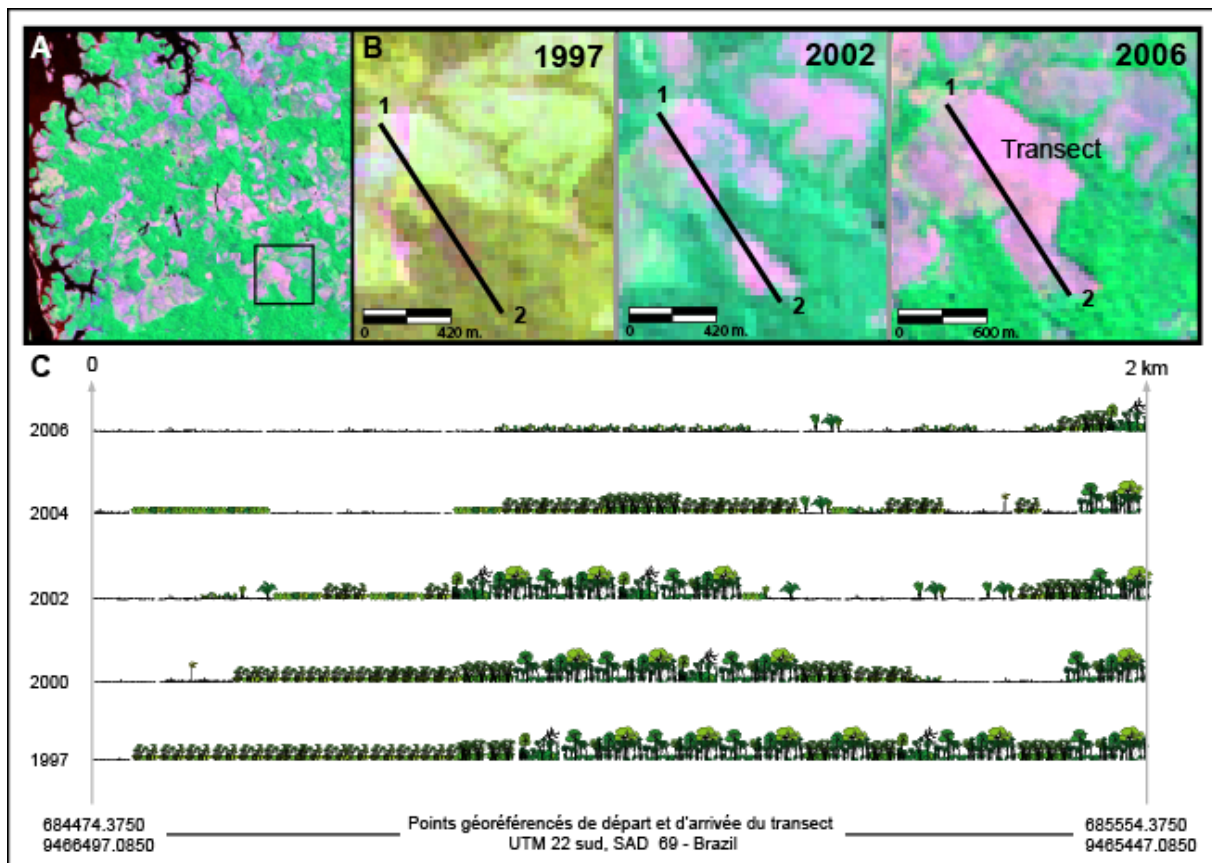 A
B
1997
2002
2006
1
2
1
2
1
2
Transect
0
420 m.
0
420 m.
0
600 m.
C
0
2 km
2006
2004
2002
2000
1997
684474.3750
9466497.0850
Points géoréférencés de départ et d'arrivée du transect
UTM 22 sud, SAD 69 - Brazil
685554.3750
9465447.0850